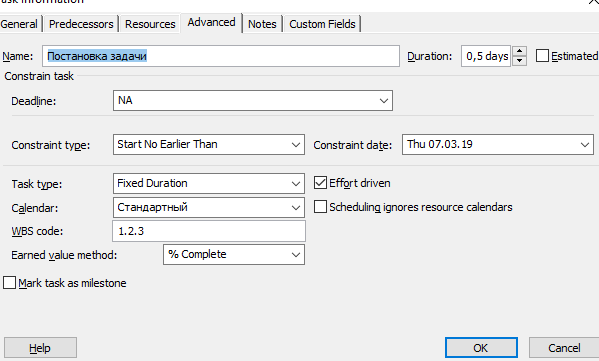 General Predecessors Resources Advanced Notes Custom Fields
Name: Постановка задачи Duration: 0,5 days Estimated
Constrain task
Deadline: NA
Constraint type: Start No Earlier Than Constraint date: Thu 07.03.19
Task type: Fixed Duration Effort driven
Calendar: Стандартный Scheduling ignores resource calendars
WBS code: 1.2.3
Earned value method: % Complete
Mark task as milestone
Help OK Cancel